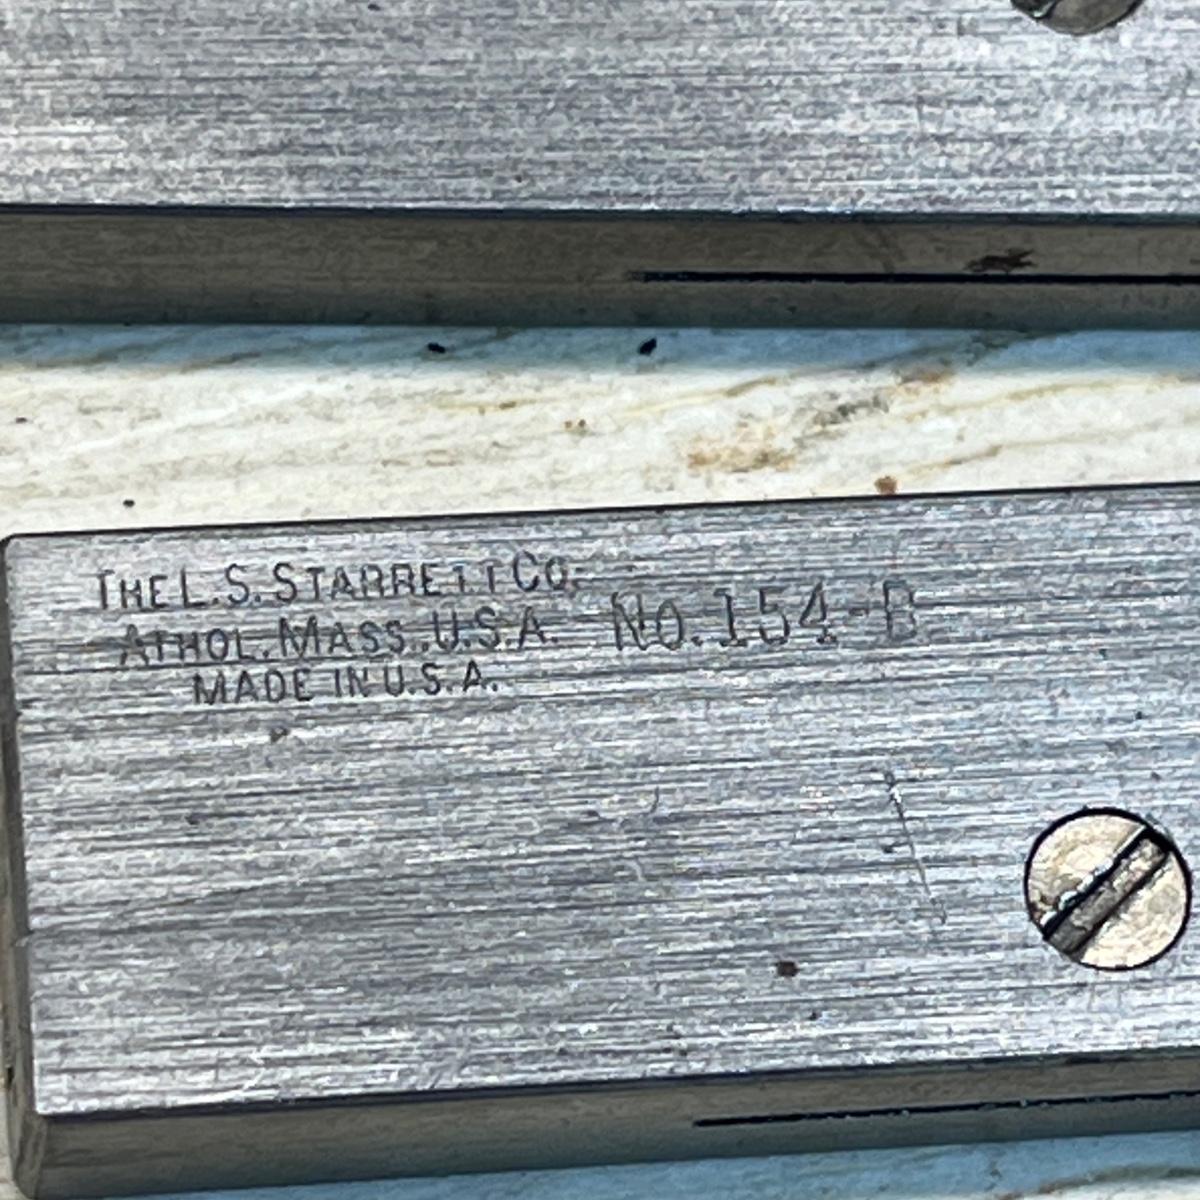 THE L.S. STARRETT CO.
ATHOL, MASS., U.S.A. No. 154-B
MADE IN U.S.A.